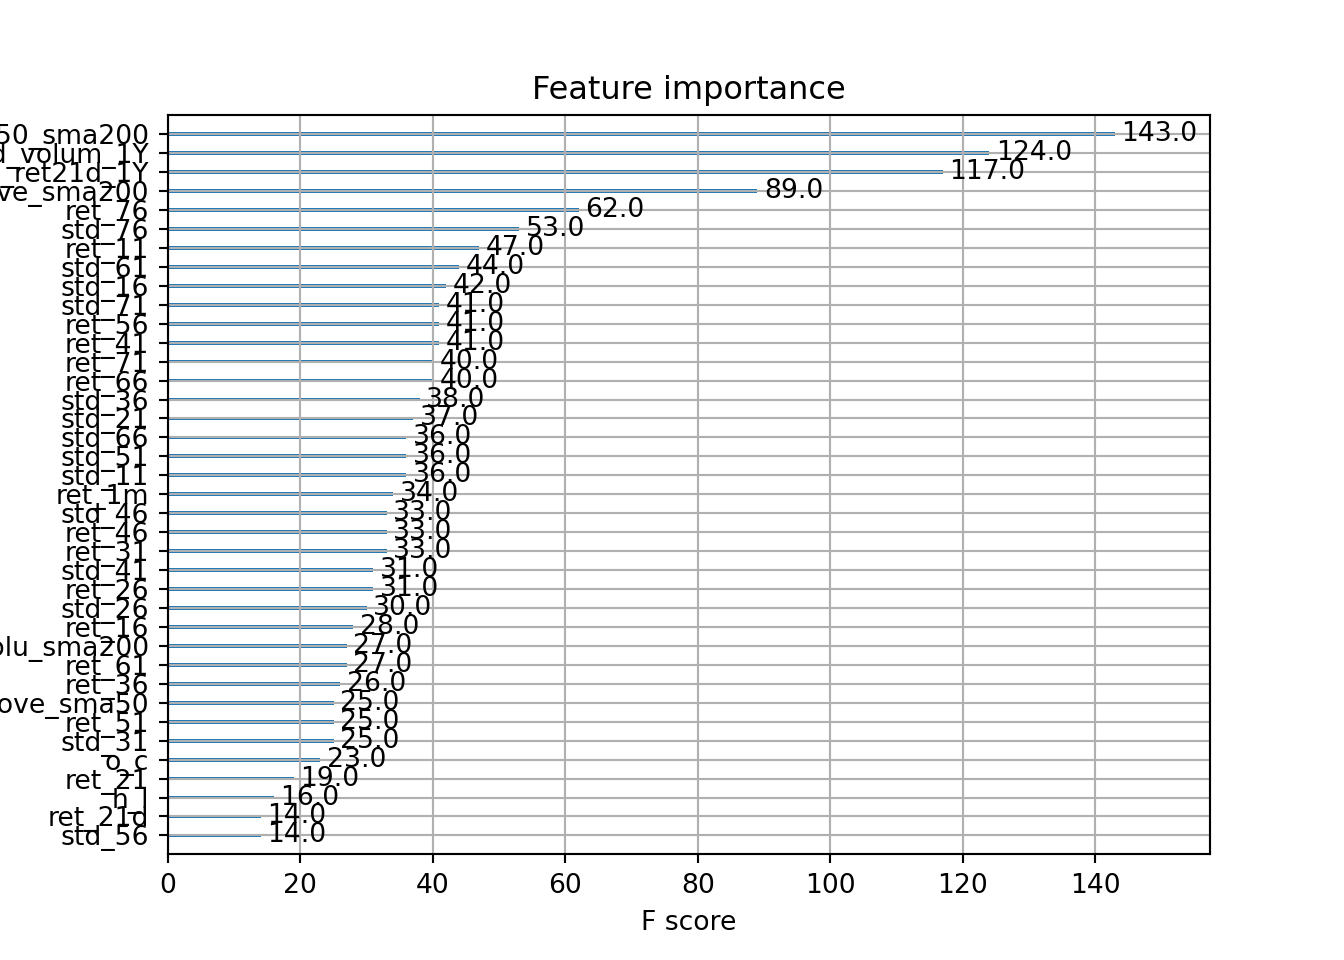 Feature importance
50_sma200 143.0
d_volum_1Y 124.0
_ret21d_1Y 117.0
ve_sma200 89.0
ret_76 62.0
std_76 53.0
ret_11 47.0
std_61 44.0
std_16 42.0
std_71 41.0
ret_56 41.0
ret_41 41.0
ret_71 40.0
ret_66 40.0
std_36 38.0
std_21 37.0
std_66 36.0
std_51 36.0
std_11 36.0
ret_1m 34.0
std_46 33.0
ret_46 33.0
ret_31 33.0
std_41 31.0
ret_26 31.0
std_26 30.0
ret_16 28.0
olu_sma200 27.0
ret_61 27.0
ret_36 26.0
ove_sma_50 25.0
ret_51 25.0
std_31 25.0
o_c 23.0
ret_21 19.0
h_l 16.0
ret_21d 14.0
std_56 14.0
0 20 40 60 80 100 120 140
F score